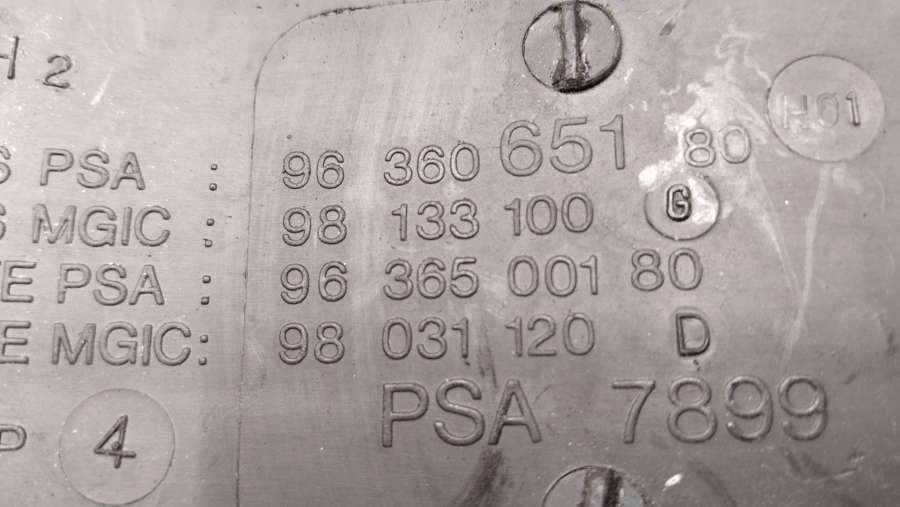 H 2
H01
S PSA : 96 360 651 80
S MGIC : 98 133 100 G
E PSA : 96 365 001 80
E MGIC: 98 031 120 D
PSA 7899
P 4